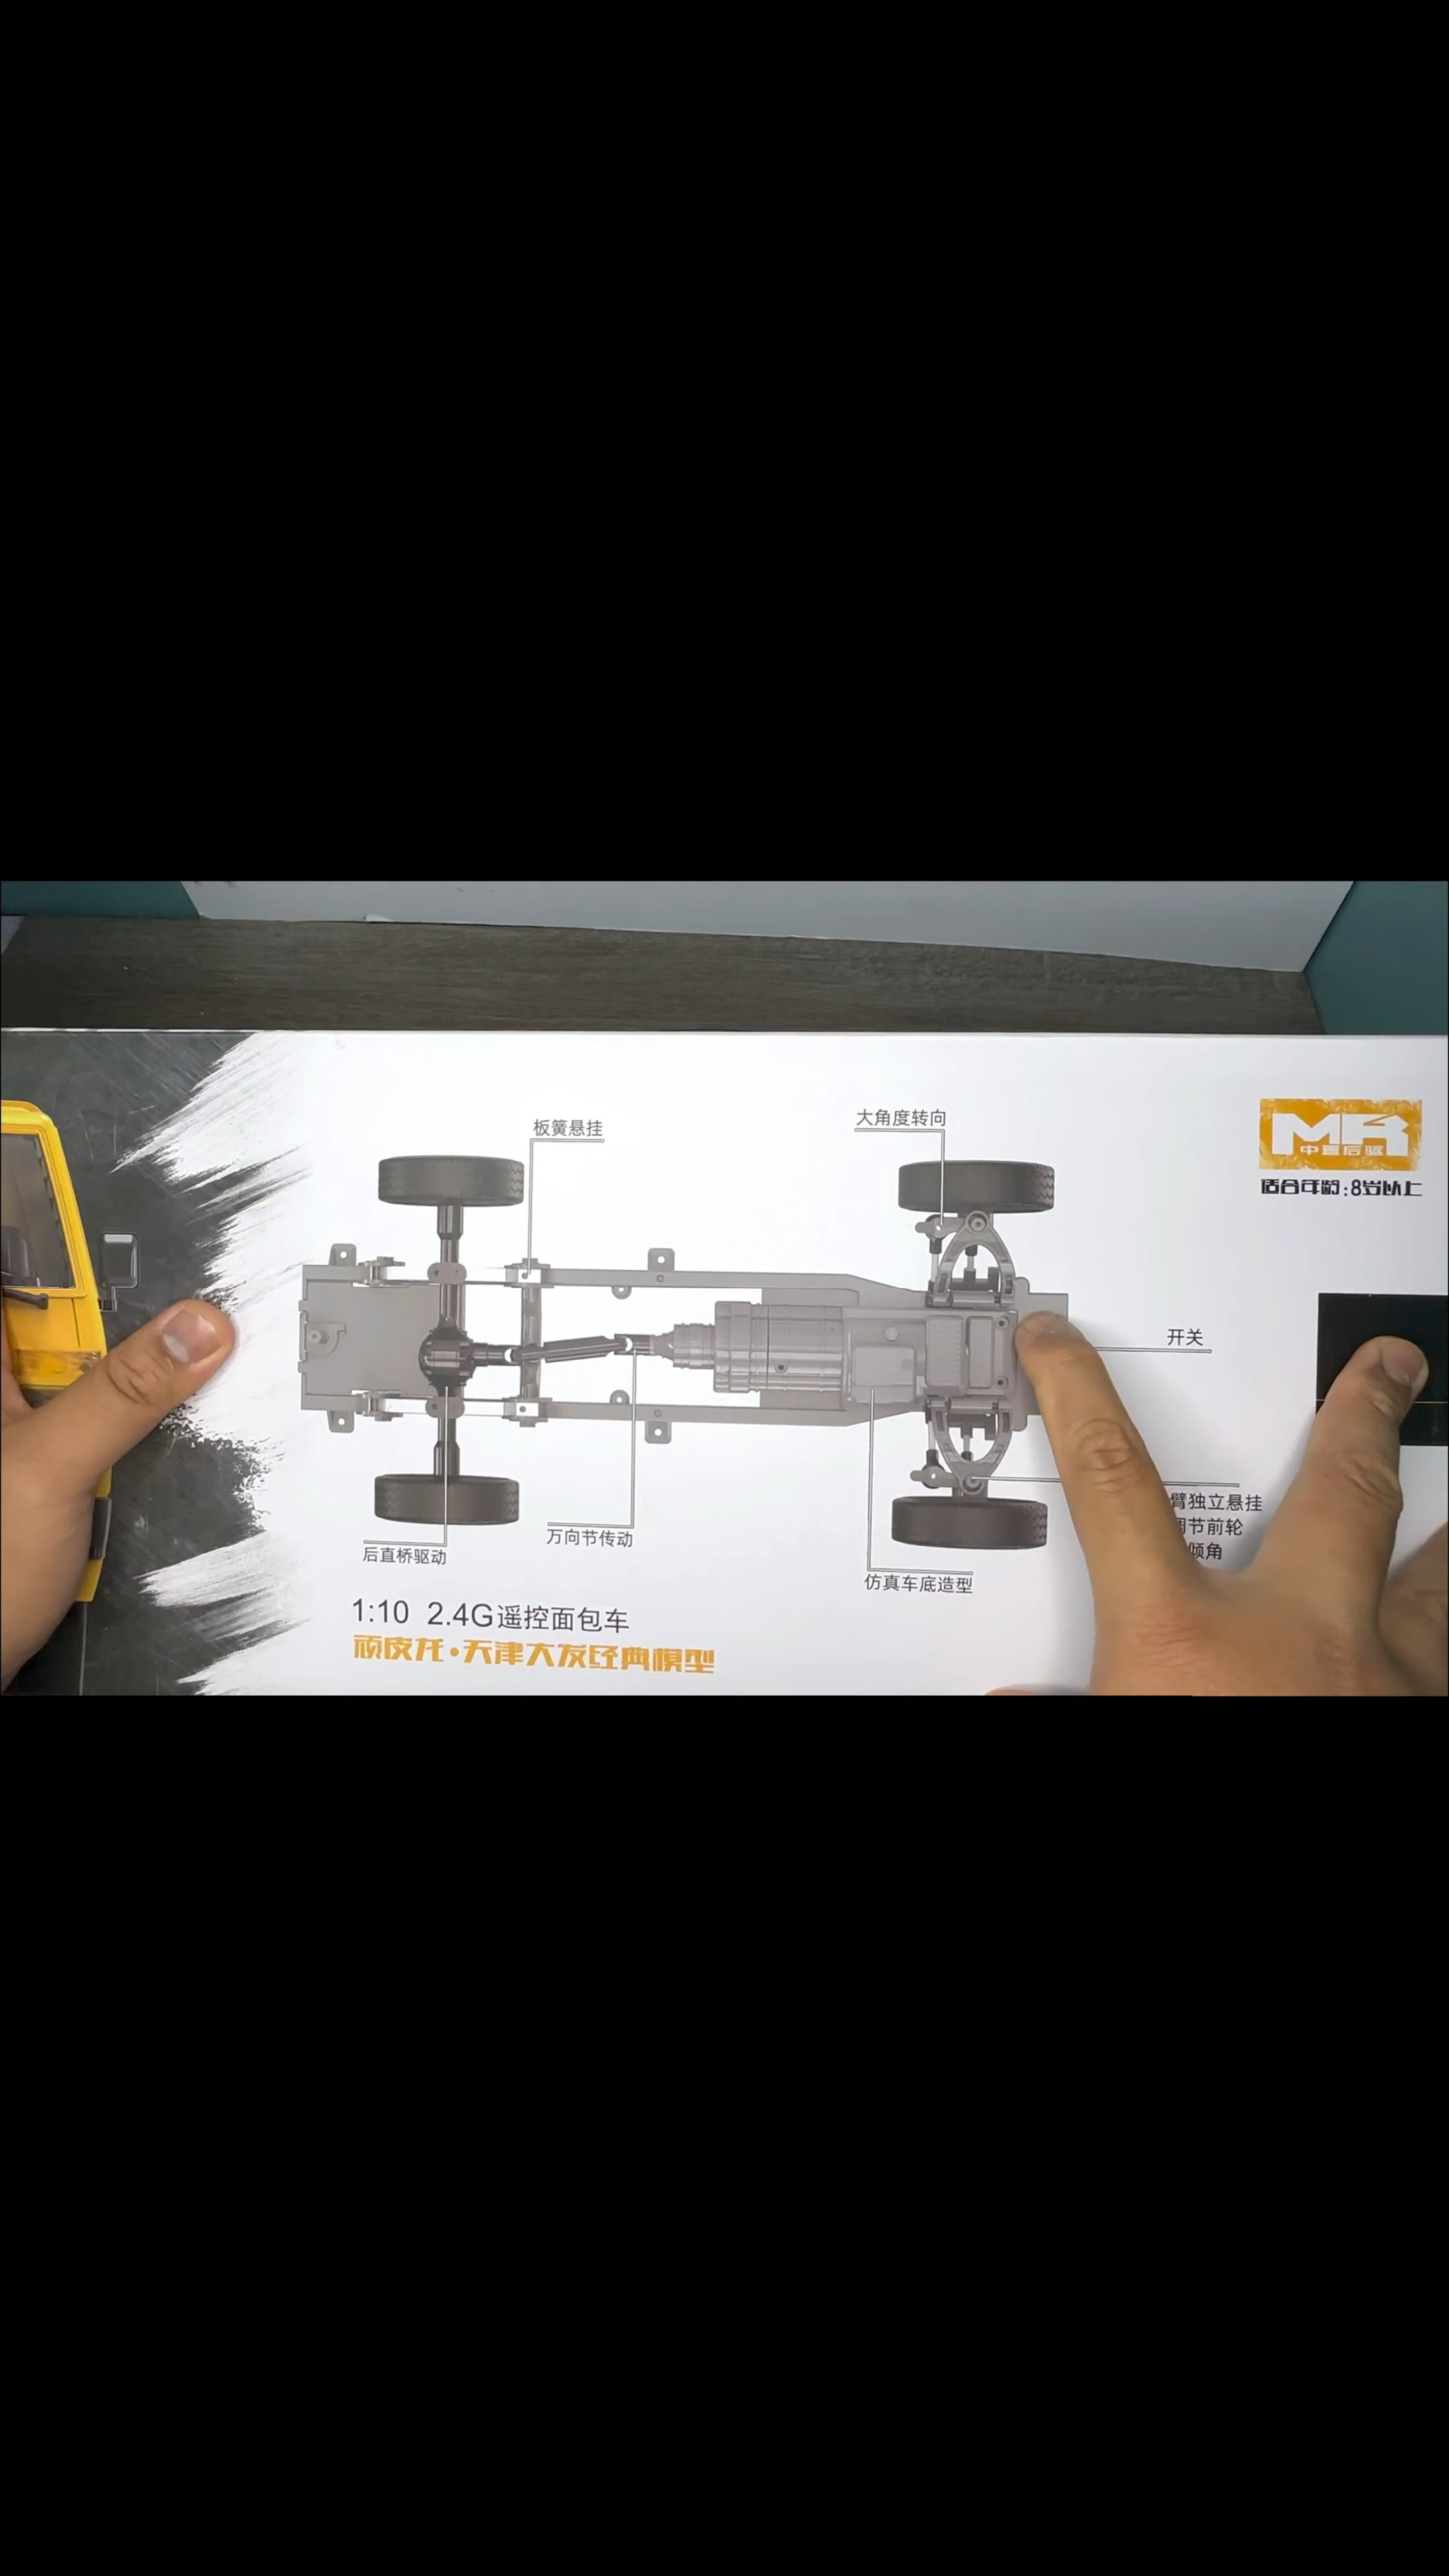 板簧悬挂
大角度转向
MR
中置后驱
适合年龄:8岁以上
开关
臂独立悬挂
调节前轮
倾角
后直桥驱动
万向节传动
仿真车底造型
1:10 2.4G遥控面包车
顽皮龙·天津大发经典模型